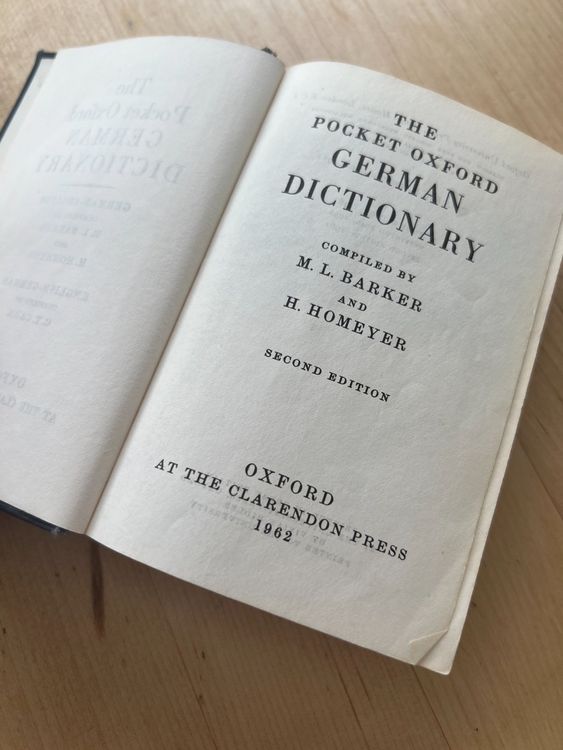 THE
POCKET OXFORD
GERMAN
DICTIONARY
COMPILED BY
M. L. BARKER
AND
H. HOMEYER
SECOND EDITION
OXFORD
AT THE CLARENDON PRESS
1962